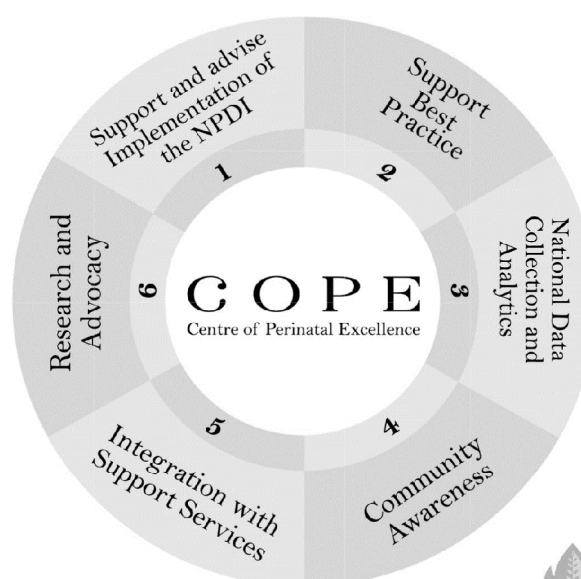 Support and advise
Implementation of
the NPDI
1
Support
Best
Practice
2
National Data
Collection and
Analytics
3
Community
Awareness
4
Integration with
Support Services
5
Research and
Advocacy
6
COPE
Centre of Perinatal Excellence